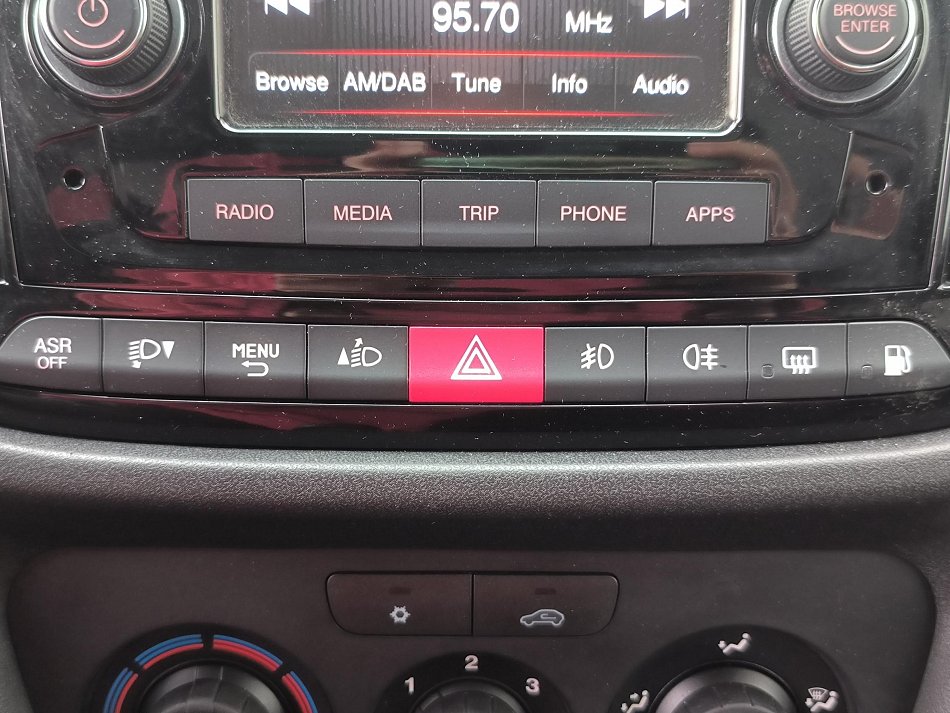 95.70 MHz
BROWSE
ENTER
Browse AM/DAB Tune Info Audio
RADIO MEDIA TRIP PHONE APPS
ASR
OFF
MENU
1 2 3